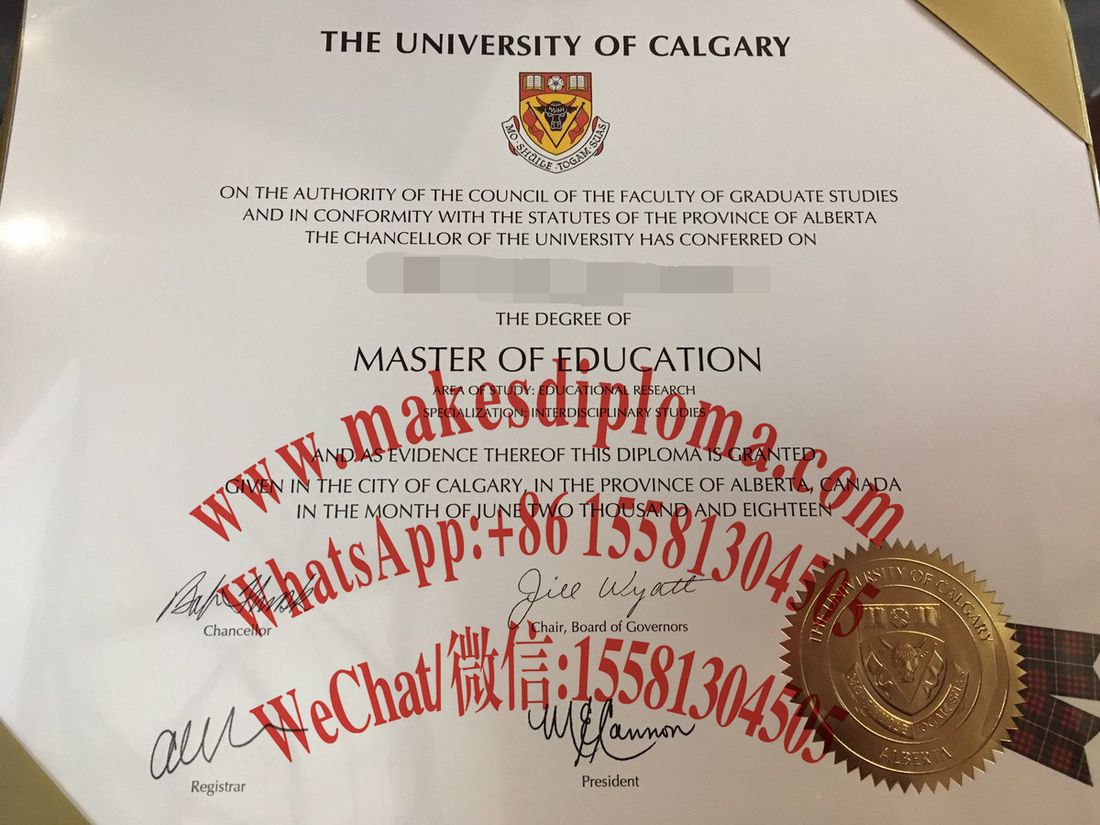 THE UNIVERSITY OF CALGARY
MO·SHÙILE·TOGAM·SUAS
ON THE AUTHORITY OF THE COUNCIL OF THE FACULTY OF GRADUATE STUDIES
AND IN CONFORMITY WITH THE STATUTES OF THE PROVINCE OF ALBERTA
THE CHANCELLOR OF THE UNIVERSITY HAS CONFERRED ON
THE DEGREE OF
MASTER OF EDUCATION
AREA OF STUDY: EDUCATIONAL RESEARCH
SPECIALIZATION: INTERDISCIPLINARY STUDIES
www.makesdiploma.com
AND AS EVIDENCE THEREOF THIS DIPLOMA IS GRANTED
GIVEN IN THE CITY OF CALGARY, IN THE PROVINCE OF ALBERTA, CANADA
IN THE MONTH OF JUNE TWO THOUSAND AND EIGHTEEN
WhatsApp:+86 15581304505
Jill Wyatt
Chancellor
Chair, Board of Governors
WeChat/微信:15581304505
Registrar
President
THE UNIVERSITY OF CALGARY
ALBERTA